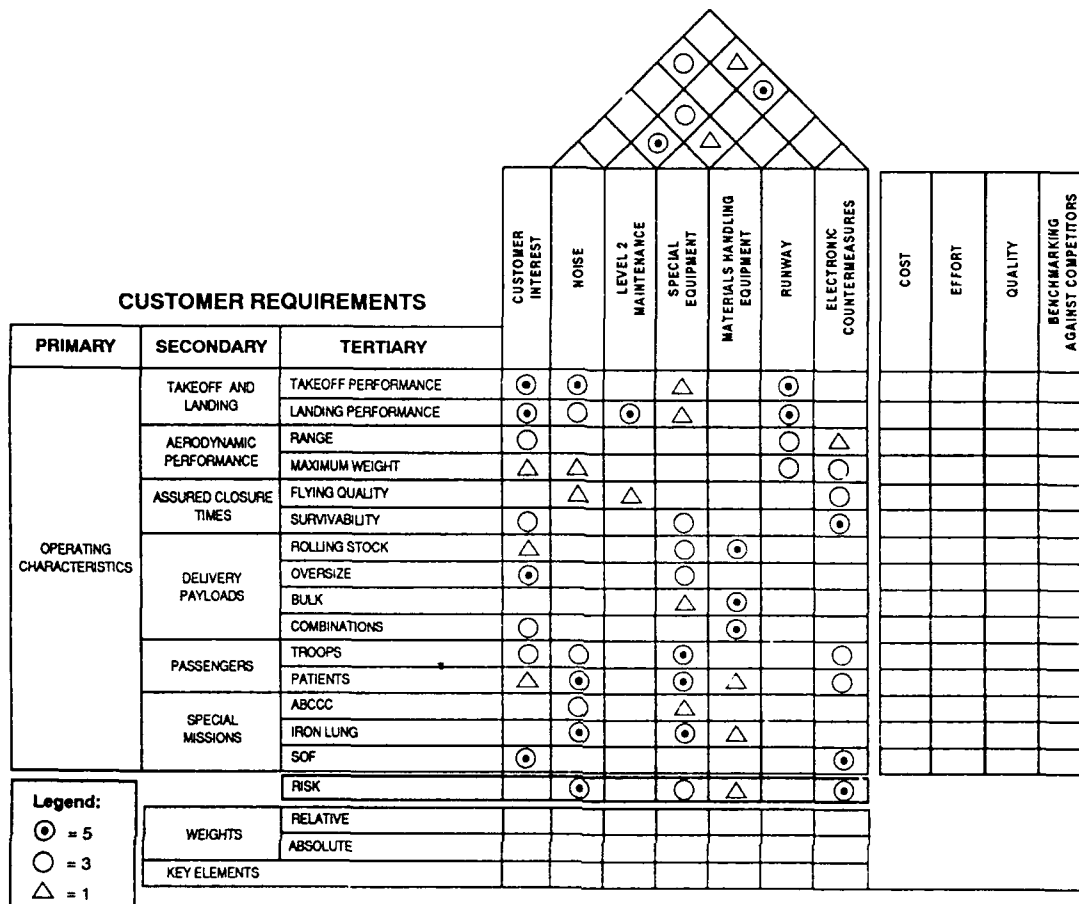 CUSTOMER
INTEREST
NOISE
LEVEL 2
MAINTENANCE
SPECIAL
EQUIPMENT
MATERIALS HANDLING
EQUIPMENT
RUNWAY
ELECTRONIC
COUNTERMEASURES
COST
EFFORT
QUALITY
BENCHMARKING
AGAINST COMPETITORS
CUSTOMER REQUIREMENTS
PRIMARY
SECONDARY
TERTIARY
OPERATING
CHARACTERISTICS
TAKEOFF AND
LANDING
TAKEOFF PERFORMANCE
LANDING PERFORMANCE
AERODYNAMIC
PERFORMANCE
RANGE
MAXIMUM WEIGHT
ASSURED CLOSURE
TIMES
FLYING QUALITY
SURVIVABILITY
DELIVERY
PAYLOADS
ROLLING STOCK
OVERSIZE
BULK
COMBINATIONS
PASSENGERS
TROOPS
PATIENTS
SPECIAL
MISSIONS
ABCCC
IRON LUNG
SOF
RISK
WEIGHTS
RELATIVE
ABSOLUTE
KEY ELEMENTS
Legend:
= 5
= 3
= 1